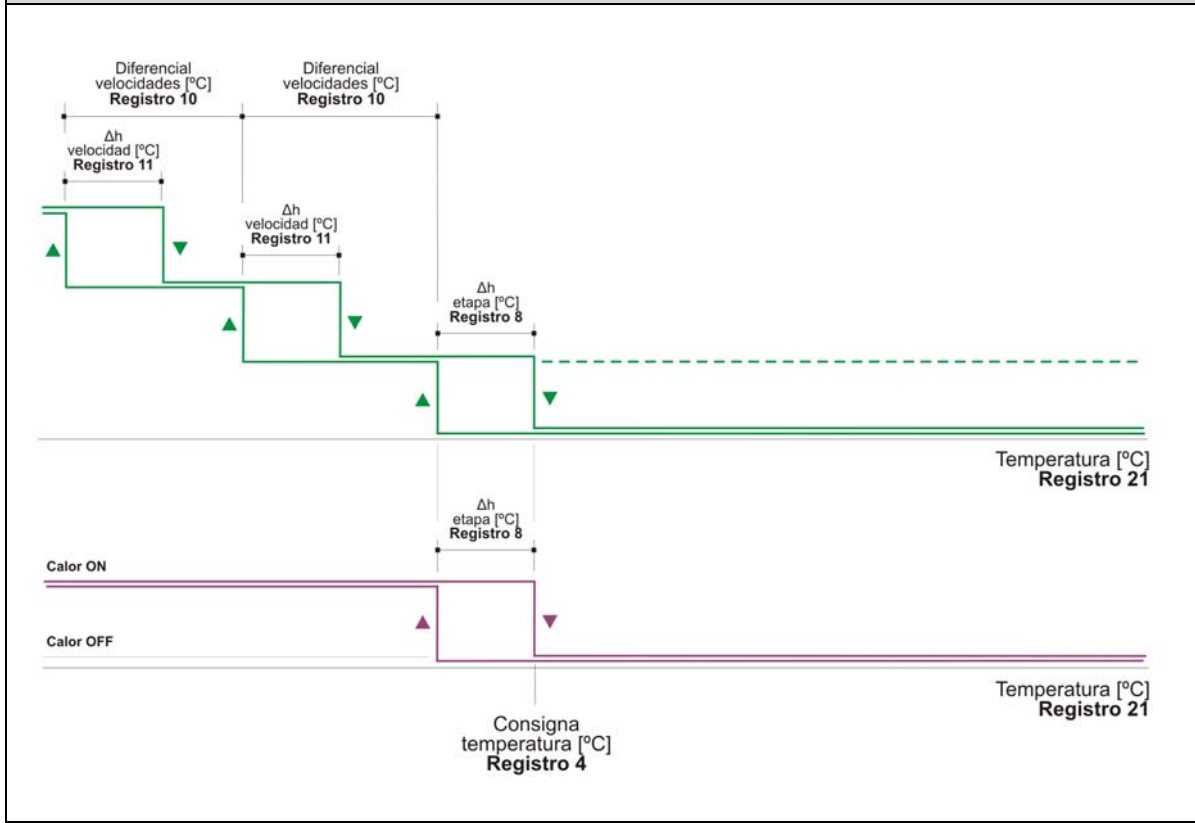 Diferencial
velocidades [ºC]
Registro 10
Diferencial
velocidades [ºC]
Registro 10
Δh
velocidad [ºC]
Registro 11
Δh
velocidad [ºC]
Registro 11
Δh
etapa [ºC]
Registro 8
Temperatura [ºC]
Registro 21
Δh
etapa [ºC]
Registro 8
Calor ON
Calor OFF
Temperatura [ºC]
Registro 21
Consigna
temperatura [ºC]
Registro 4